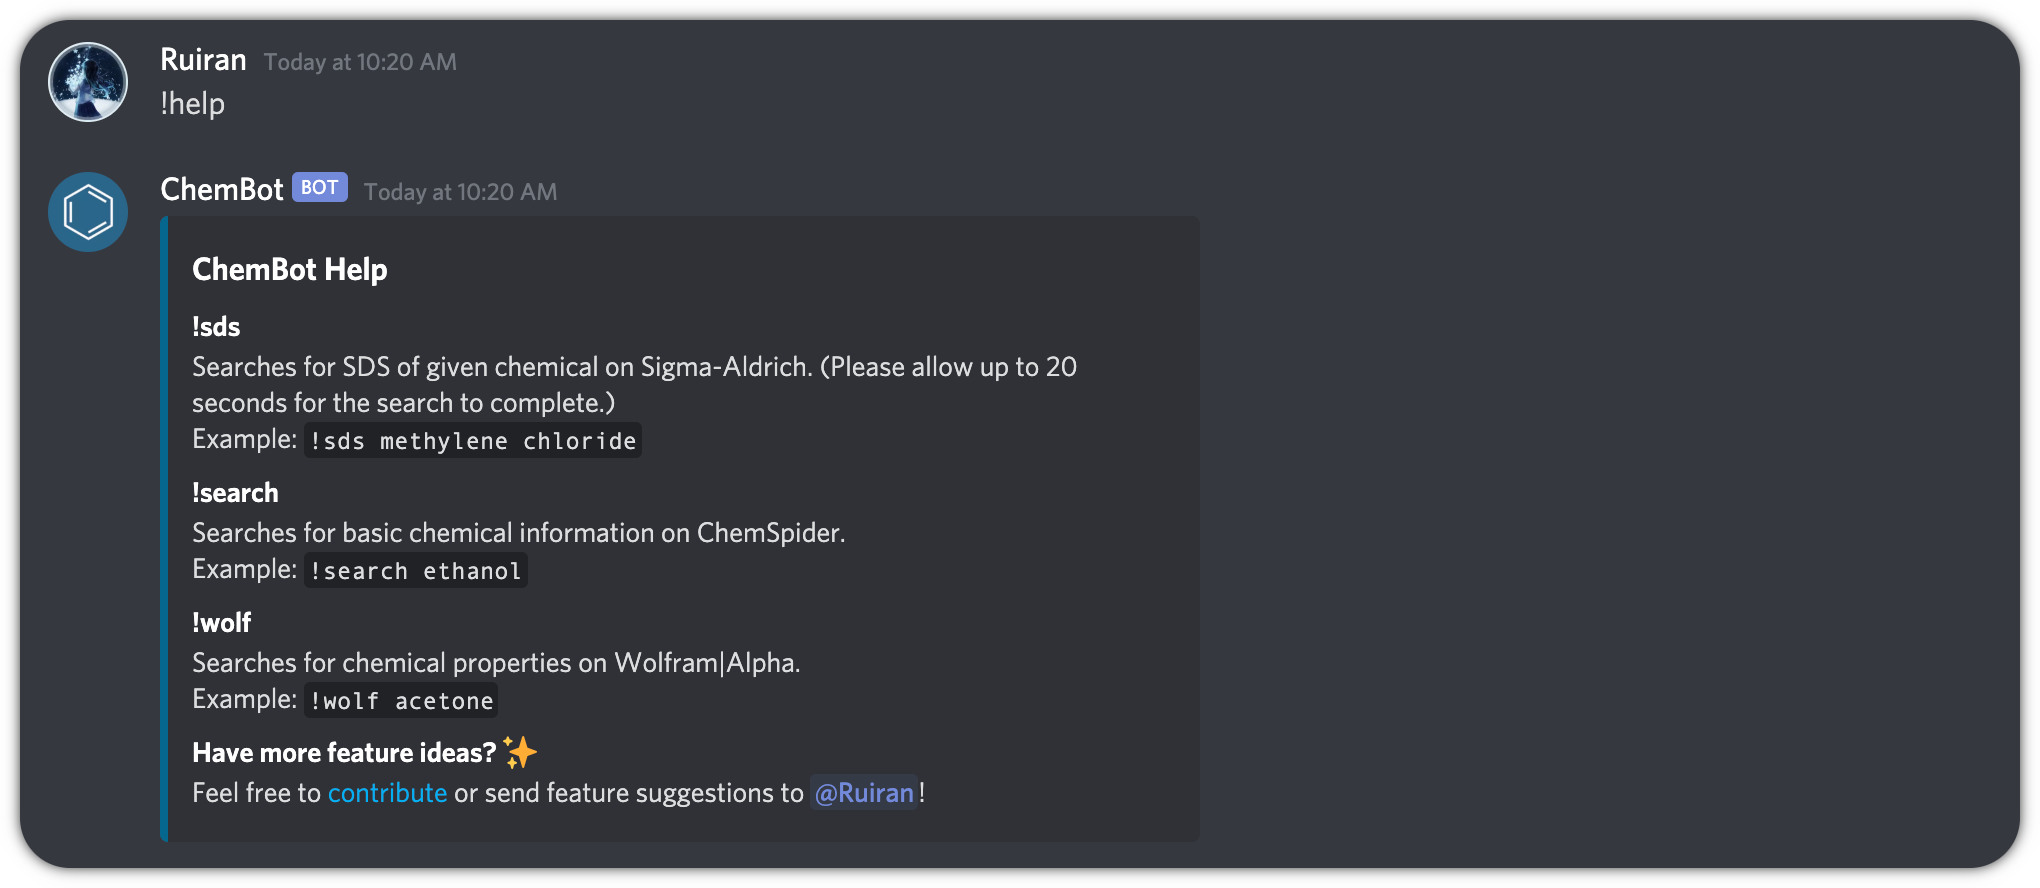 Ruiran Today at 10:20 AM
!help
ChemBot BOT Today at 10:20 AM
ChemBot Help
!sds
Searches for SDS of given chemical on Sigma-Aldrich. (Please allow up to 20
seconds for the search to complete.)
Example: !sds methylene chloride
!search
Searches for basic chemical information on ChemSpider.
Example: !search ethanol
!wolf
Searches for chemical properties on Wolfram|Alpha.
Example: !wolf acetone
Have more feature ideas? ✨
Feel free to contribute or send feature suggestions to @Ruiran!